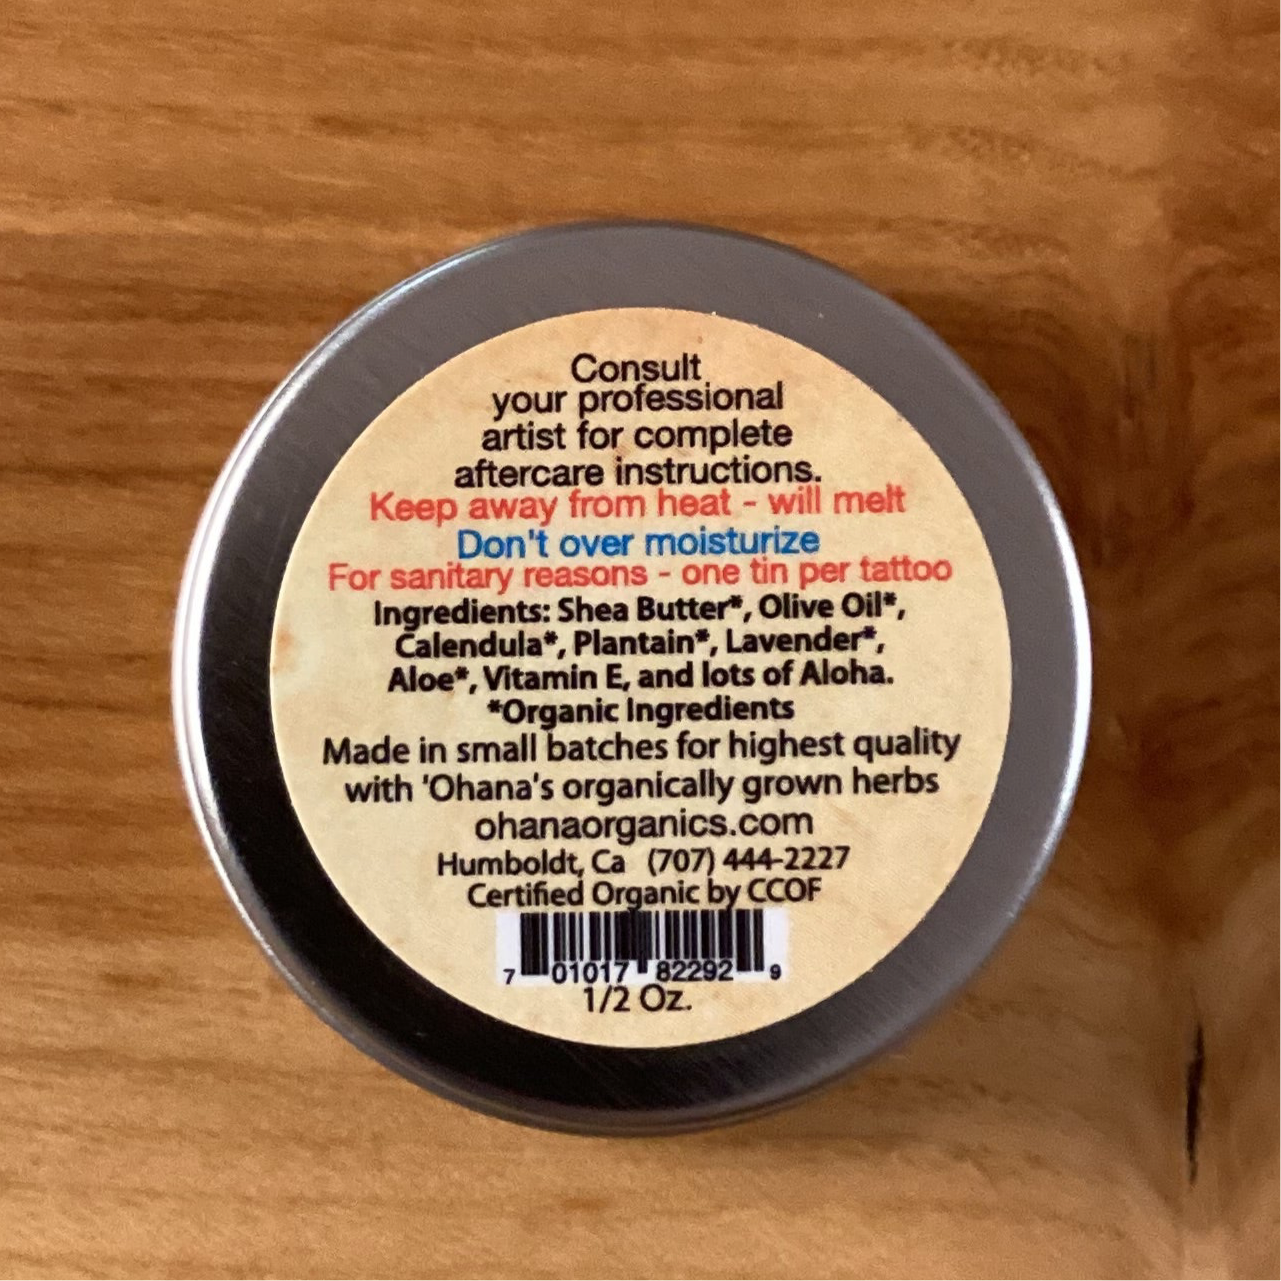 Consult
your professional
artist for complete
aftercare instructions.
Keep away from heat - will melt
Don't over moisturize
For sanitary reasons - one tin per tattoo
Ingredients: Shea Butter*, Olive Oil*,
Calendula*, Plantain*, Lavender*,
Aloe*, Vitamin E, and lots of Aloha.
*Organic Ingredients
Made in small batches for highest quality
with 'Ohana's organically grown herbs
ohanaorganics.com
Humboldt, Ca (707) 444-2227
Certified Organic by CCOF
7 01017 82292 9
1/2 Oz.